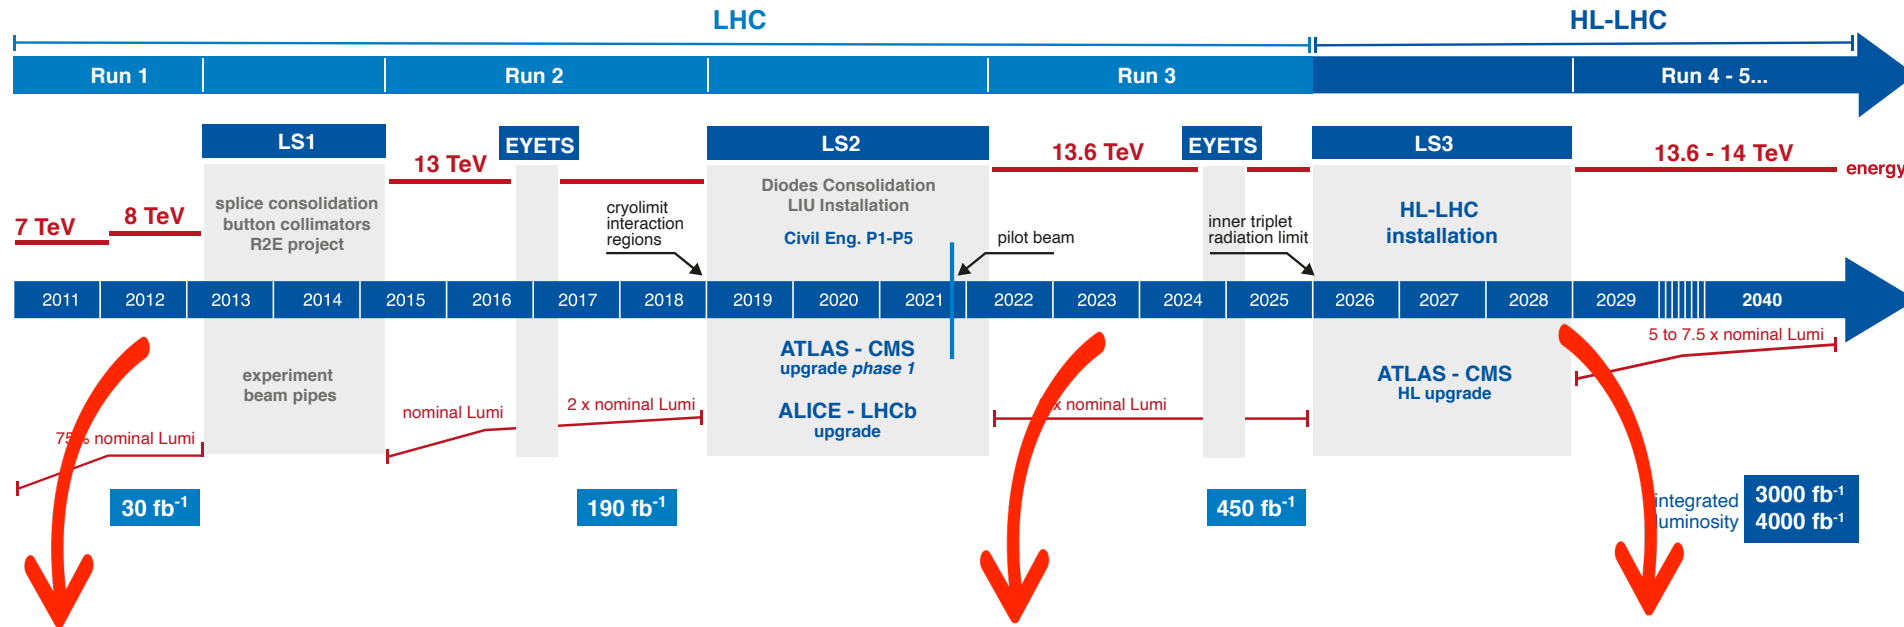 LHC
HL-LHC
Run 1
Run 2
Run 3
Run 4 - 5...
LS1
EYETS
LS2
EYETS
LS3
7 TeV
8 TeV
13 TeV
13.6 TeV
13.6 - 14 TeV
energy
splice consolidation
button collimators
R2E project
cryolimit
interaction
regions
Diodes Consolidation
LIU Installation
Civil Eng. P1-P5
pilot beam
inner triplet
radiation limit
HL-LHC
installation
2011
2012
2013
2014
2015
2016
2017
2018
2019
2020
2021
2022
2023
2024
2025
2026
2027
2028
2029
2040
experiment
beam pipes
ATLAS - CMS
upgrade phase 1
ALICE - LHCb
upgrade
ATLAS - CMS
HL upgrade
nominal Lumi
nominal Lumi
2 x nominal Lumi
x nominal Lumi
5 to 7.5 x nominal Lumi
30 fb⁻¹
190 fb⁻¹
450 fb⁻¹
integrated
luminosity
3000 fb⁻¹
4000 fb⁻¹